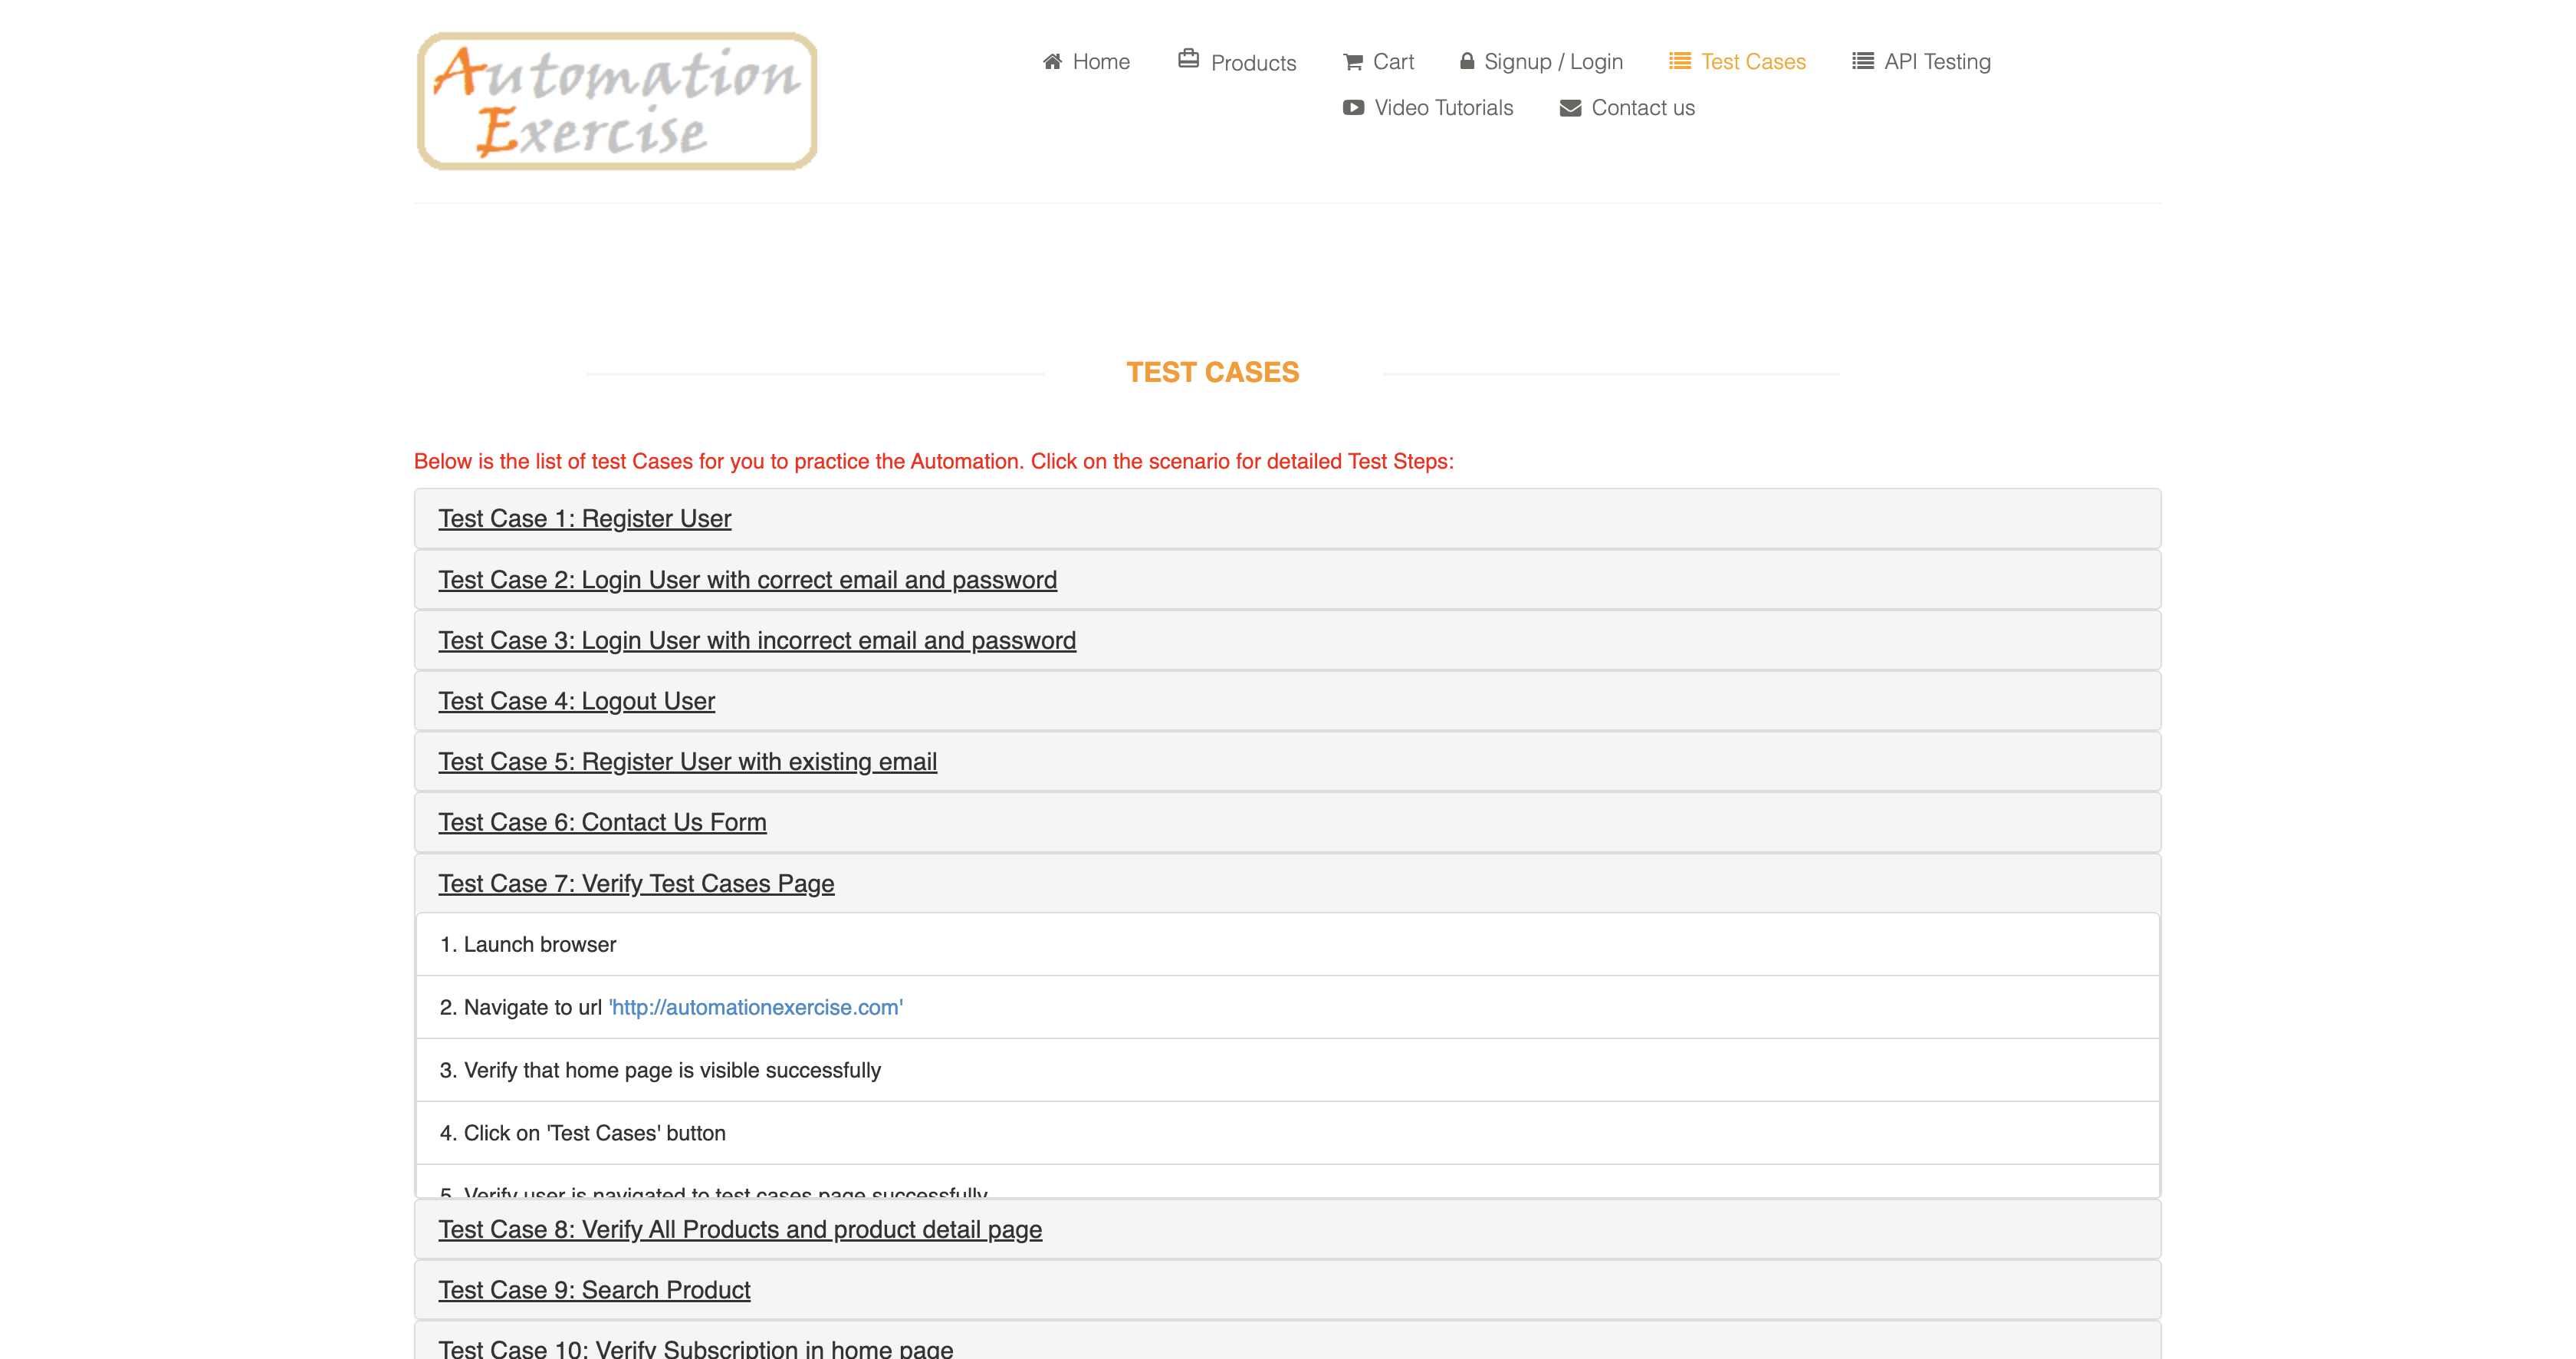 Automation
Exercise
Home
Products
Cart
Signup / Login
Test Cases
API Testing
Video Tutorials
Contact us
TEST CASES
Below is the list of test Cases for you to practice the Automation. Click on the scenario for detailed Test Steps:
Test Case 1: Register User
Test Case 2: Login User with correct email and password
Test Case 3: Login User with incorrect email and password
Test Case 4: Logout User
Test Case 5: Register User with existing email
Test Case 6: Contact Us Form
Test Case 7: Verify Test Cases Page
1. Launch browser
2. Navigate to url 'http://automationexercise.com'
3. Verify that home page is visible successfully
4. Click on 'Test Cases' button
5. Verify user is navigated to test cases page successfully
Test Case 8: Verify All Products and product detail page
Test Case 9: Search Product
Test Case 10: Verify Subscription in home page